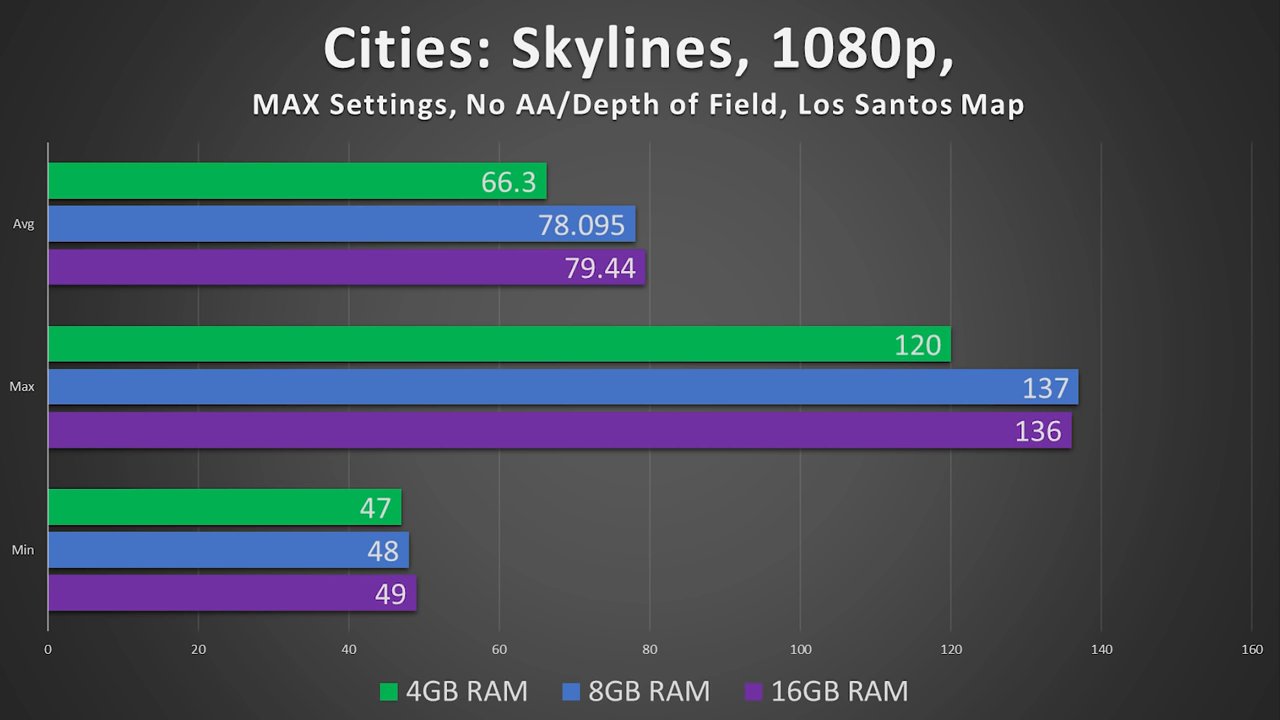 Cities: Skylines, 1080p,
MAX Settings, No AA/Depth of Field, Los Santos Map
Avg
66.3
78.095
79.44
Max
120
137
136
Min
47
48
49
0 20 40 60 80 100 120 140 160
4GB RAM 8GB RAM 16GB RAM